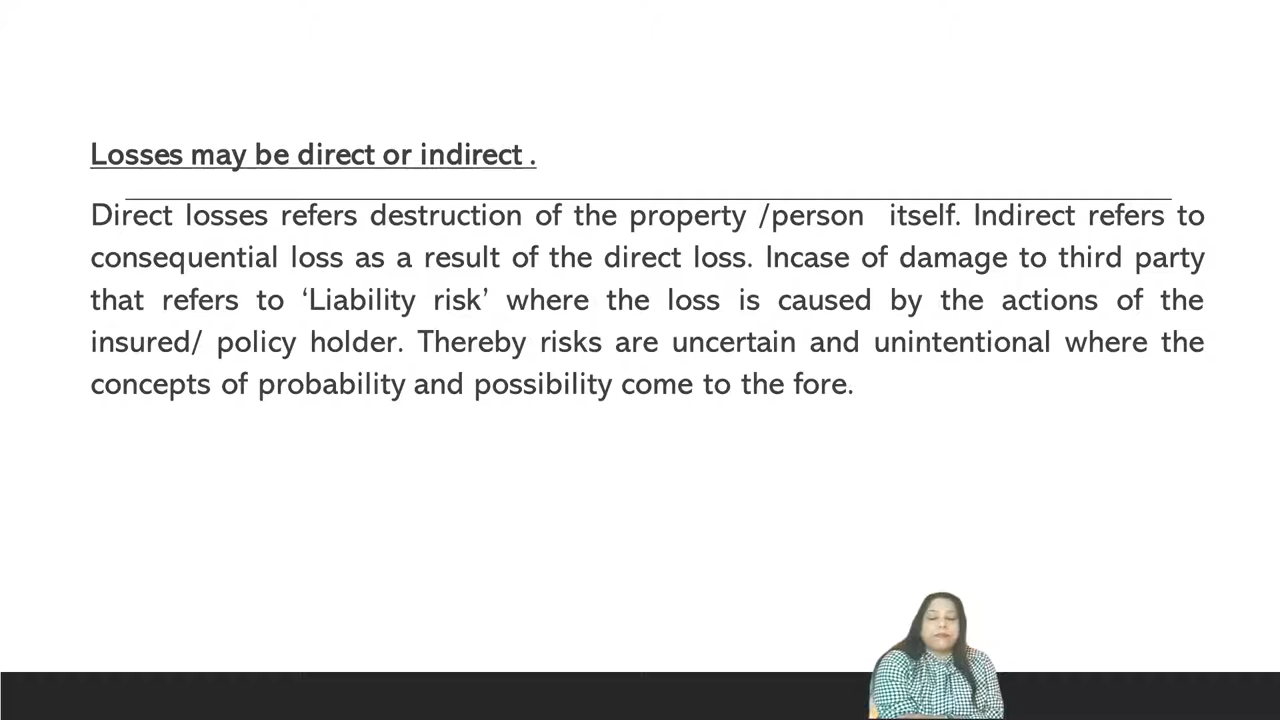 Losses may be direct or indirect .
Direct losses refers destruction of the property /person itself. Indirect refers to
consequential loss as a result of the direct loss. Incase of damage to third party
that refers to ‘Liability risk’ where the loss is caused by the actions of the
insured/ policy holder. Thereby risks are uncertain and unintentional where the
concepts of probability and possibility come to the fore.